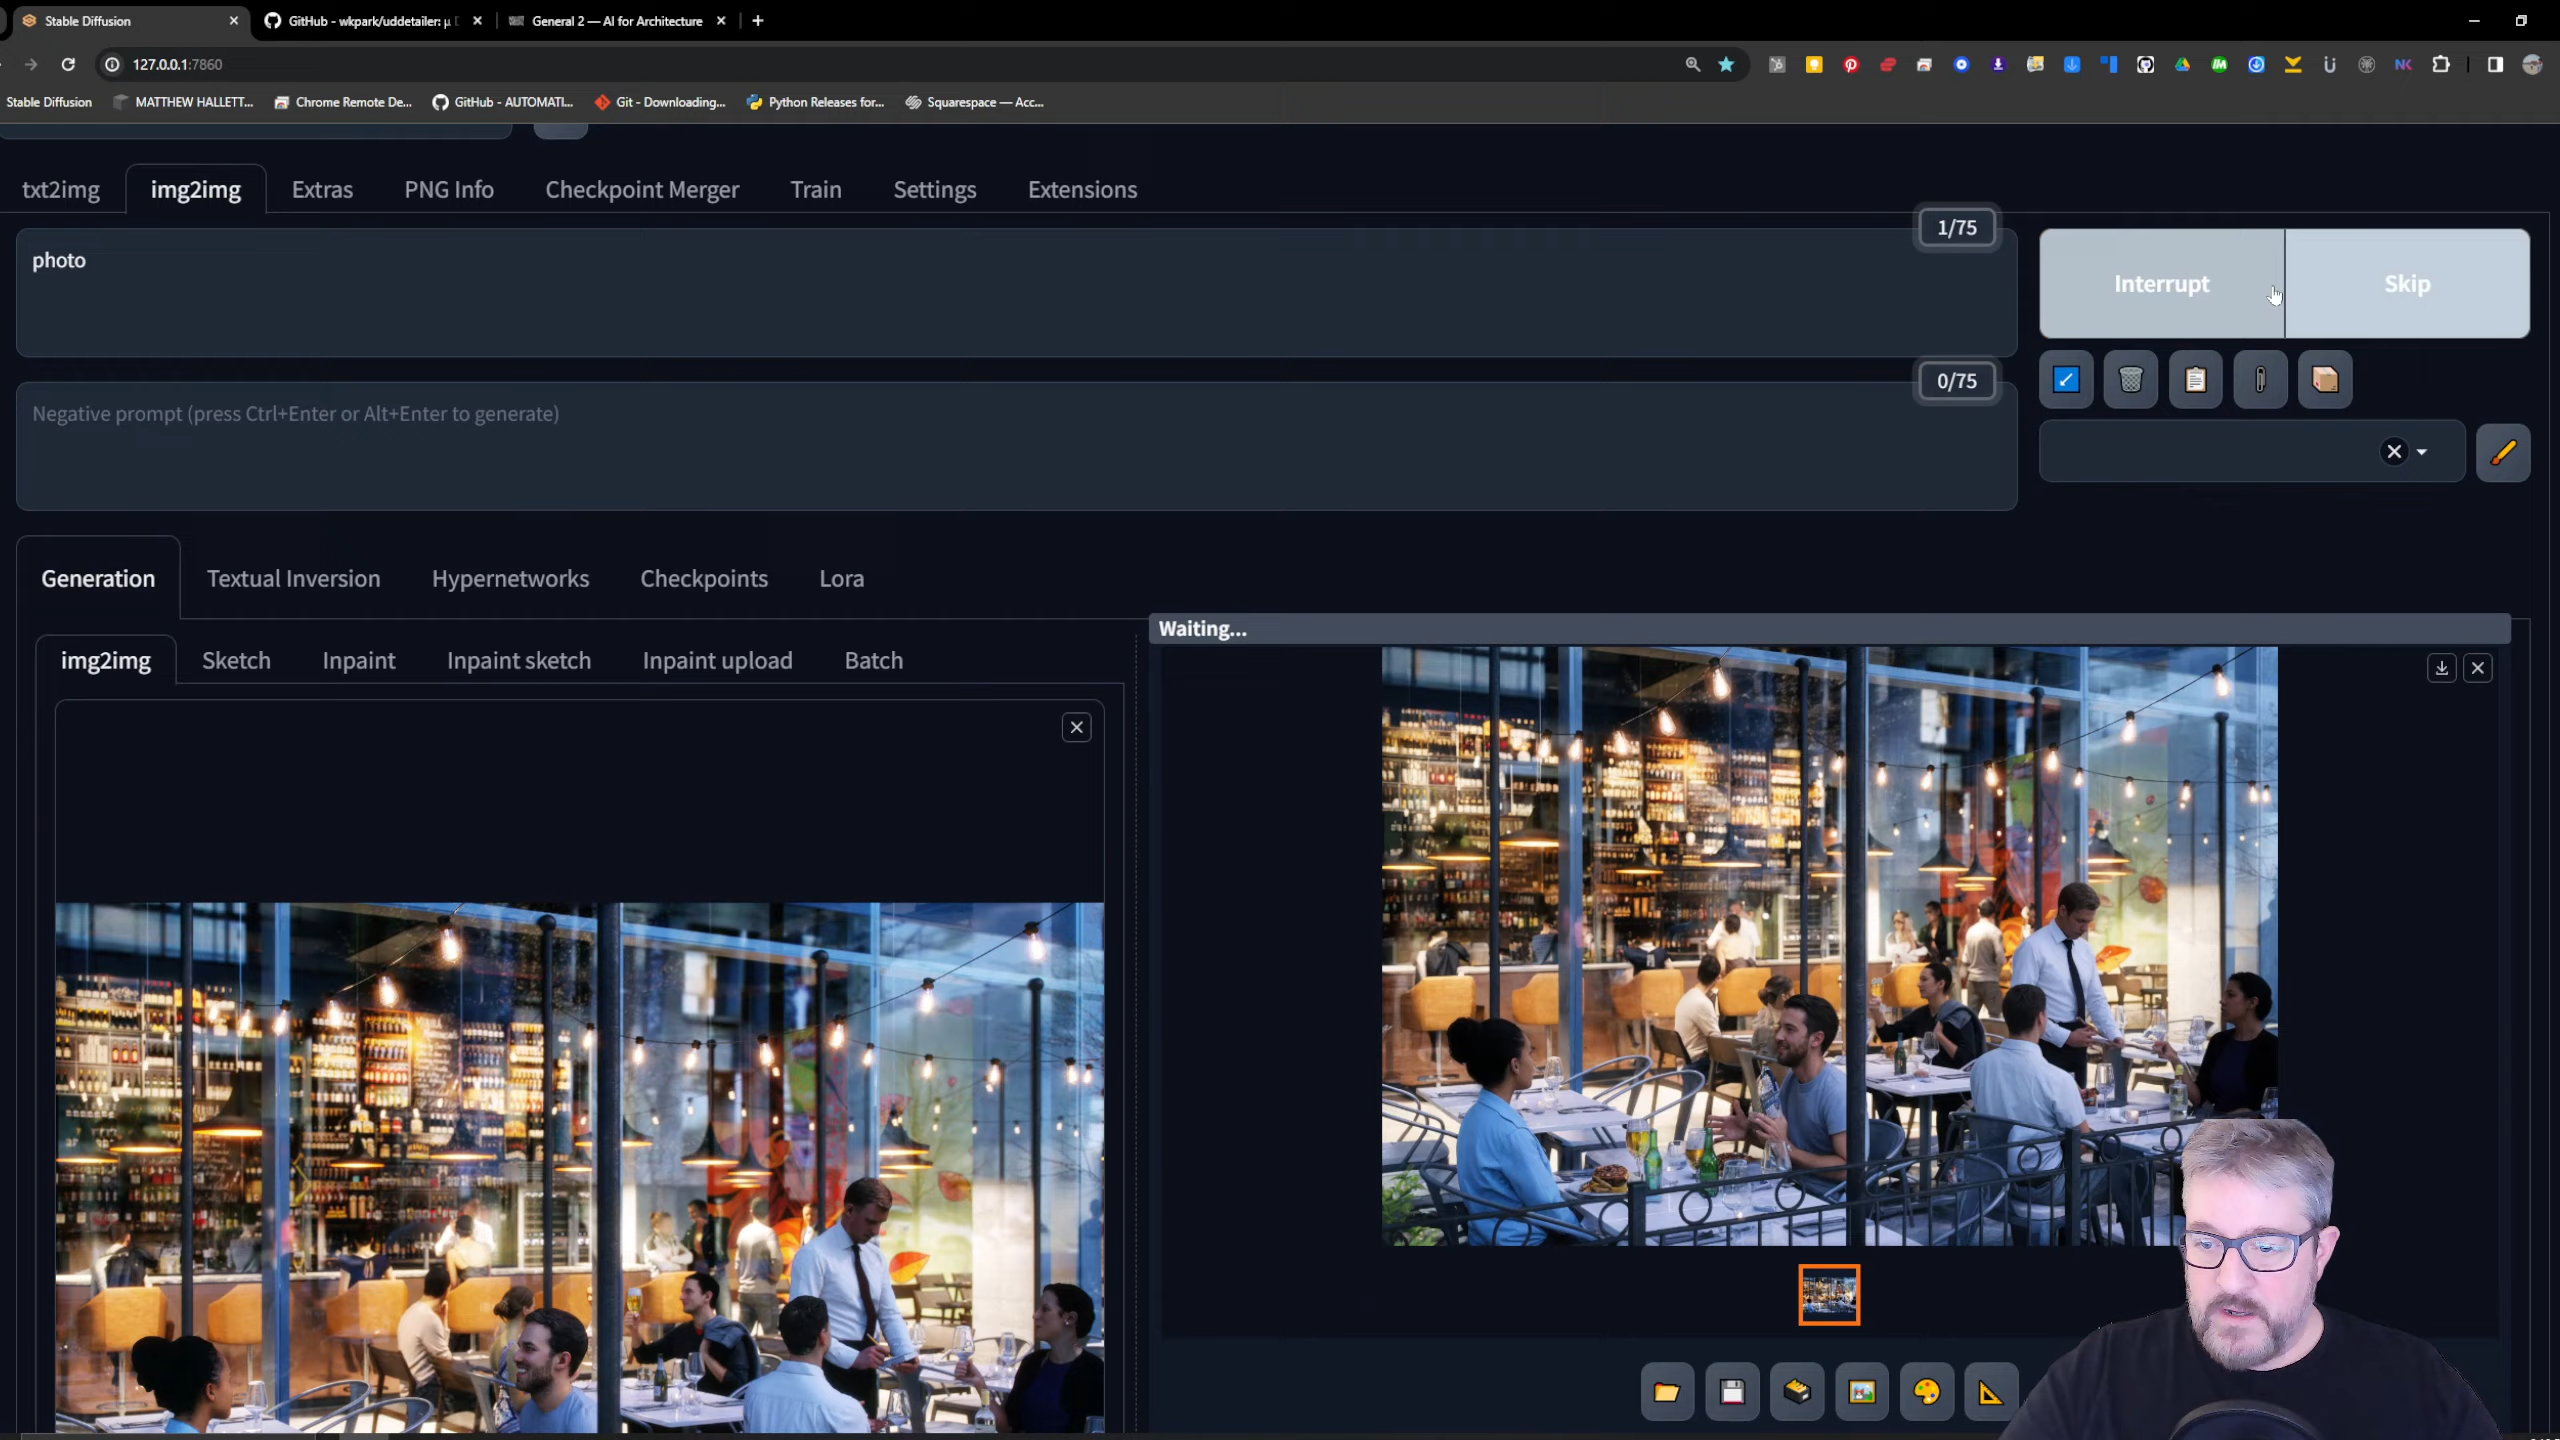 Stable Diffusion
GitHub - wkpark/uddetailer: μ
General 2 — AI for Architecture
127.0.0.1:7860
Stable Diffusion
MATTHEW HALLETT...
Chrome Remote De...
GitHub - AUTOMATI...
Git - Downloading...
Python Releases for...
Squarespace — Acc...
txt2img
img2img
Extras
PNG Info
Checkpoint Merger
Train
Settings
Extensions
1/75
photo
Interrupt
Skip
0/75
Negative prompt (press Ctrl+Enter or Alt+Enter to generate)
Generation
Textual Inversion
Hypernetworks
Checkpoints
Lora
Waiting...
img2img
Sketch
Inpaint
Inpaint sketch
Inpaint upload
Batch